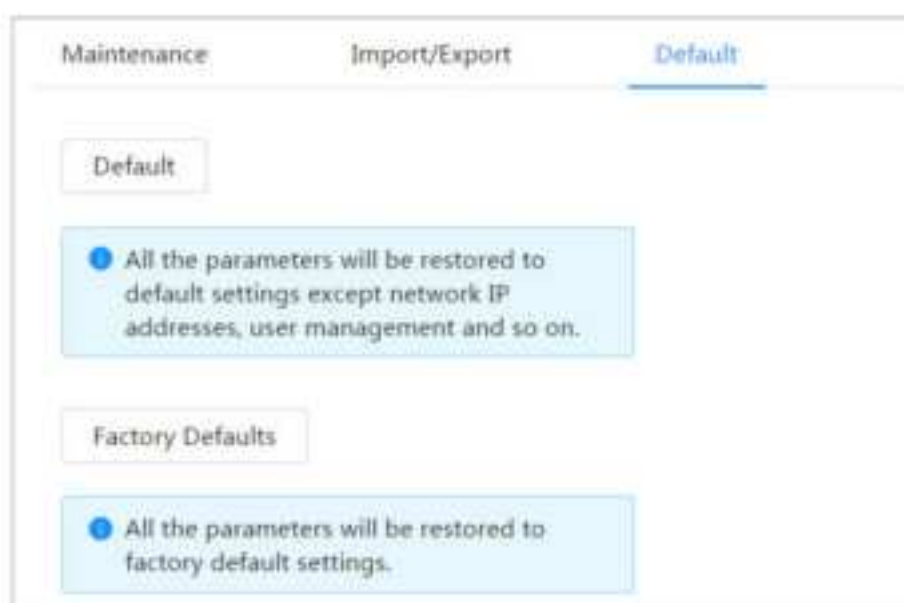 Maintenance Import/Export Default
Default
All the parameters will be restored to
default settings except network IP
addresses, user management and so on.
Factory Defaults
All the parameters will be restored to
factory default settings.